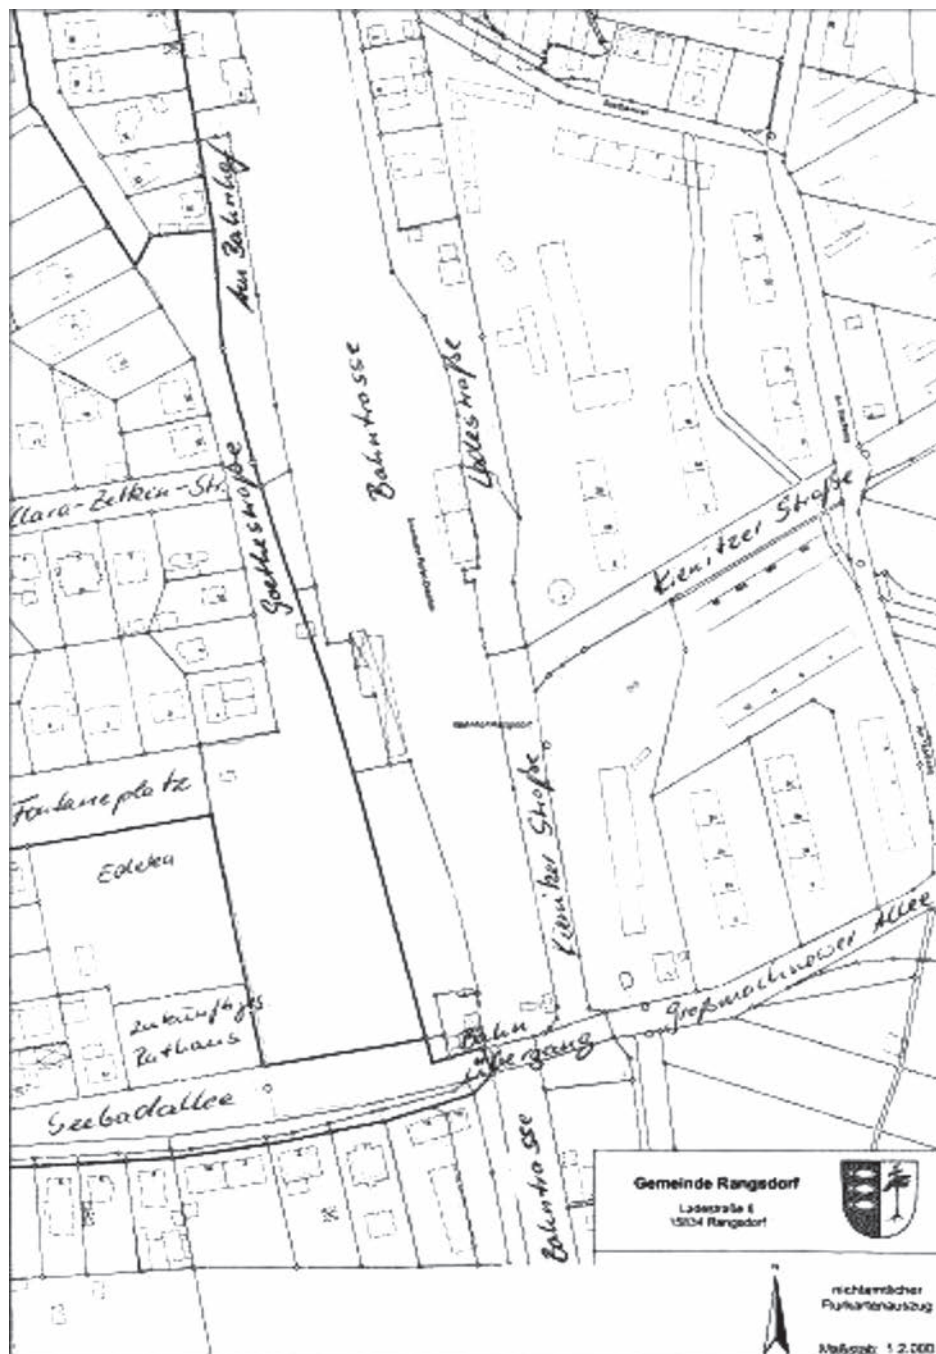 Am Bahnhof
Bahntrasse
Ladestraße
Clara-Zetkin-Str.
Goethestraße
Kienitzer Straße
Fontaneplatz
Edeka
Kienitzer Straße
Großmachnower Allee
zukünftiges
Rathaus
Bahn
übergang
Seebadallee
Bahntrasse
Gemeinde Rangsdorf
Ladestraße 6
15834 Rangsdorf
N
nichtamtlicher
Flurkartenauszug
Maßstab: 1:2.000